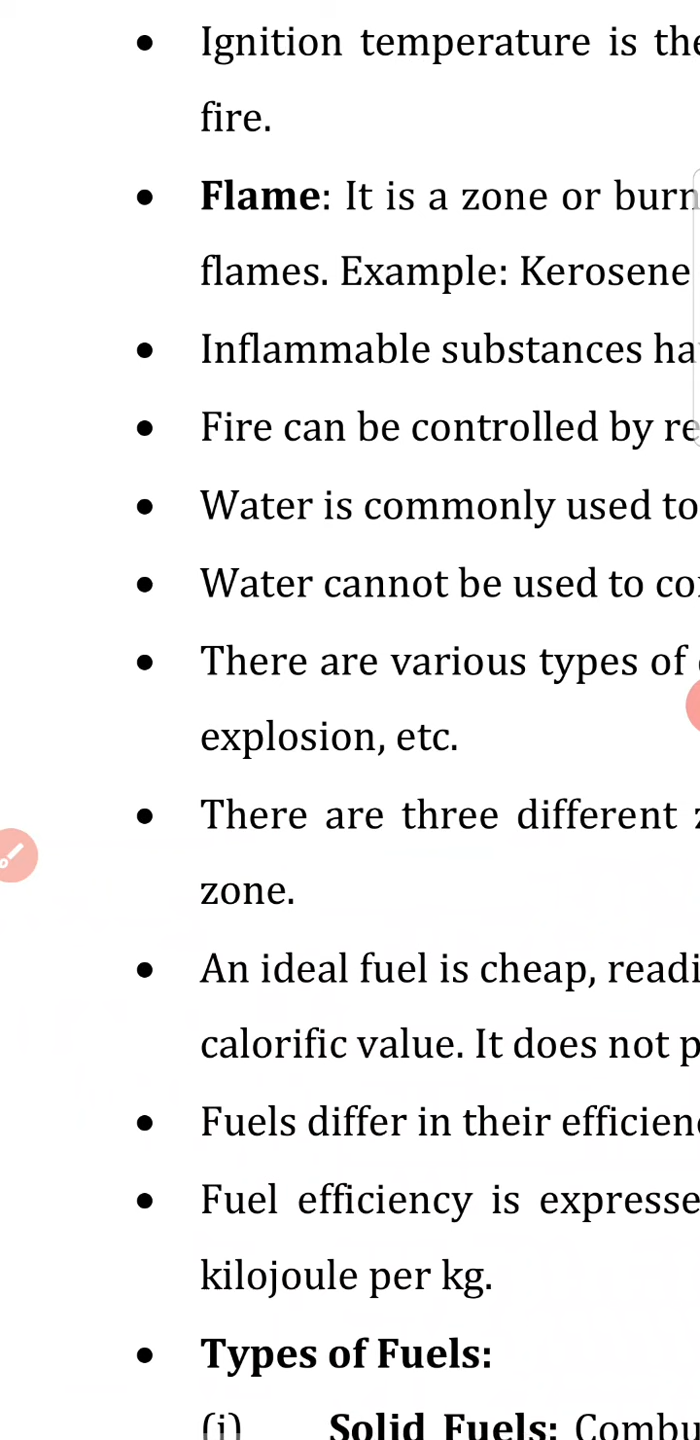 • Ignition temperature is the
fire.
• Flame: It is a zone or burn
flames. Example: Kerosene
• Inflammable substances ha
• Fire can be controlled by re
• Water is commonly used to
• Water cannot be used to co
• There are various types of
explosion, etc.
• There are three different
zone.
• An ideal fuel is cheap, readi
calorific value. It does not p
• Fuels differ in their efficien
• Fuel efficiency is expresse
kilojoule per kg.
• Types of Fuels:
(i) Solid Fuels: Combu